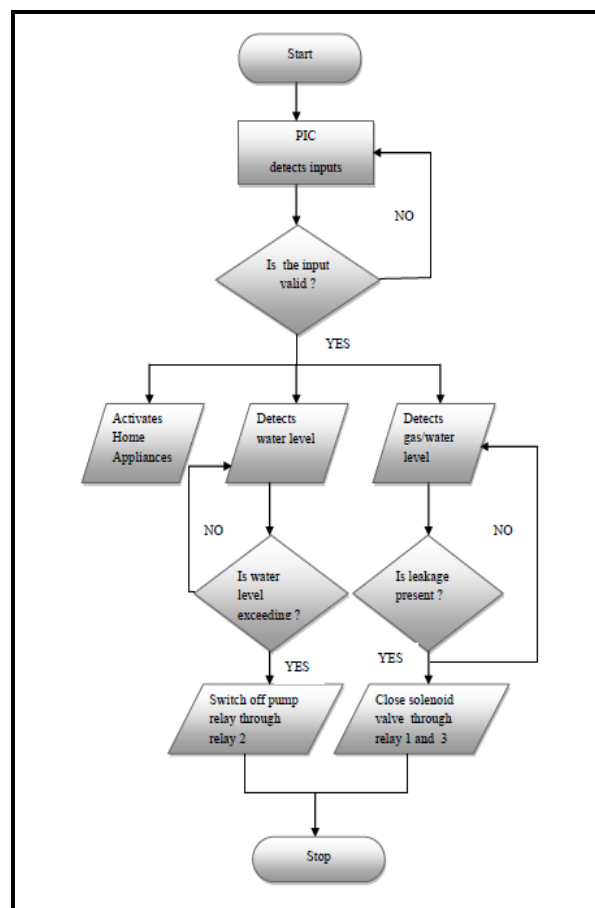 Start
PIC
detects inputs
NO
Is the input
valid ?
YES
Activates
Home
Appliances
Detects
water level
Detects
gas/water
level
NO
NO
Is water
level
exceeding ?
Is leakage
present ?
YES
YES
Switch off pump
relay through
relay 2
Close solenoid
valve through
relay 1 and 3
Stop